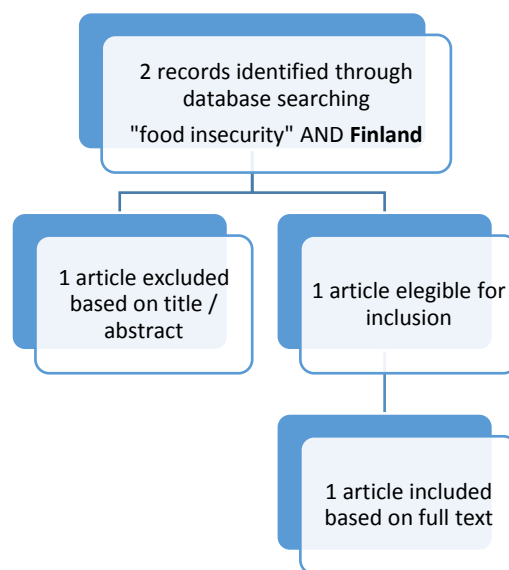 2 records identified through
database searching
"food insecurity" AND Finland
1 article excluded
based on title /
abstract
1 article elegible for
inclusion
1 article included
based on full text